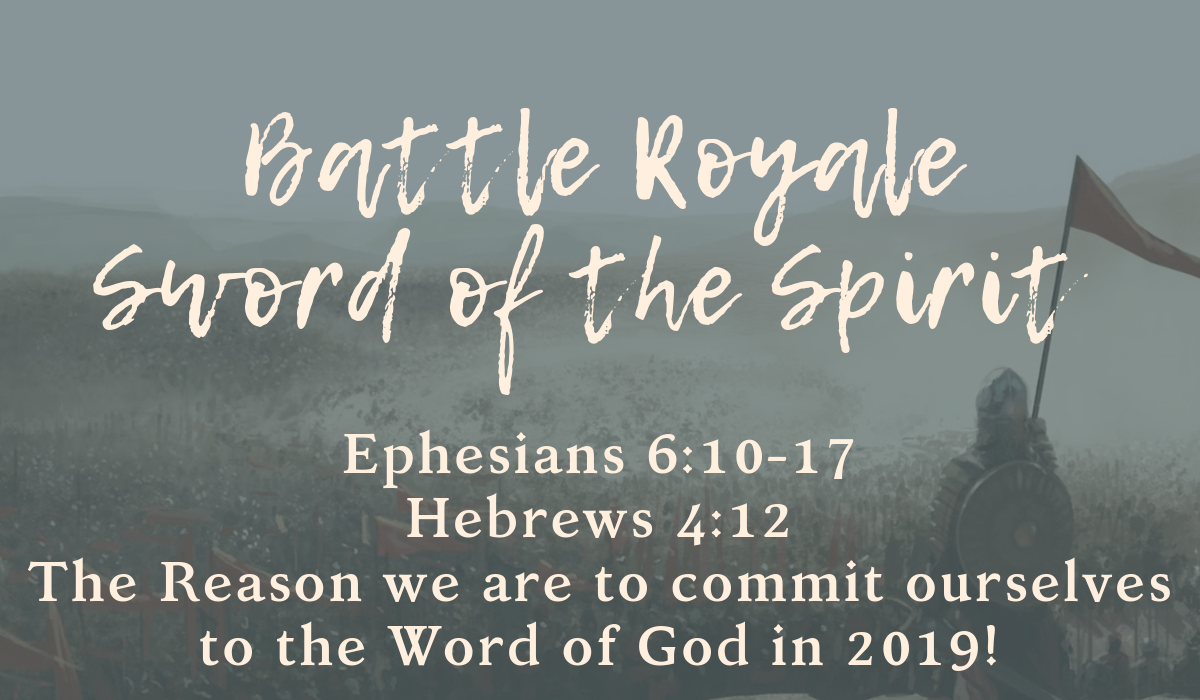 Battle Royale
Sword of the Spirit
Ephesians 6:10-17
Hebrews 4:12
The Reason we are to commit ourselves
to the Word of God in 2019!